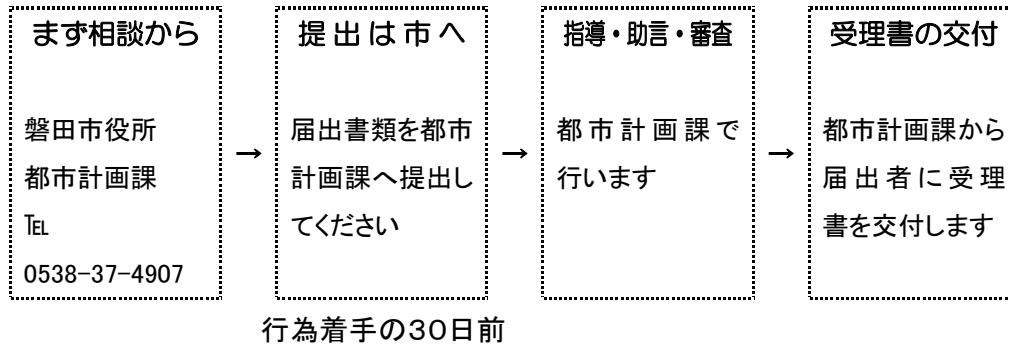 まず相談から
磐田市役所
都市計画課
℡
0538-37-4907
→
提出は市へ
届出書類を都市
計画課へ提出し
てください
→
指導・助言・審査
都市計画課で
行います
→
受理書の交付
都市計画課から
届出者に受理
書を交付します
行為着手の30日前